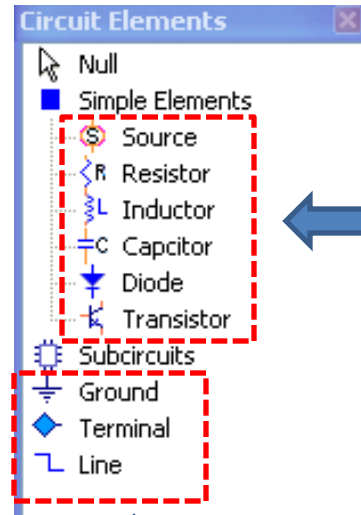 Circuit Elements
Null
Simple Elements
S Source
R Resistor
L Inductor
C Capcitor
Diode
Transistor
Subcircuits
Ground
Terminal
Line